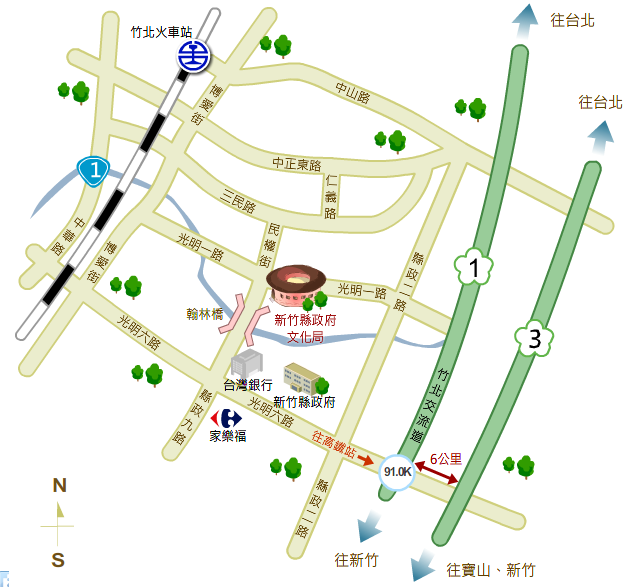 往台北
竹北火車站
博愛街
中山路
往台北
1
中正東路
仁義路
三民路
民權街
中華路
博愛街
光明一路
縣政二路
1
光明一路
翰林橋
新竹縣政府
文化局
3
光明六路
台灣銀行
新竹縣政府
竹北交流道
縣政九路
光明六路
家樂福
往高鐵站
91.0K
6公里
N
縣政二路
S
往新竹
往寶山、新竹